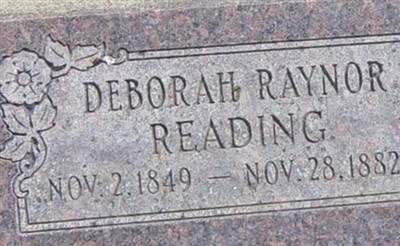 DEBORAH RAYNOR
READING
NOV. 2. 1849 — NOV. 28. 1882